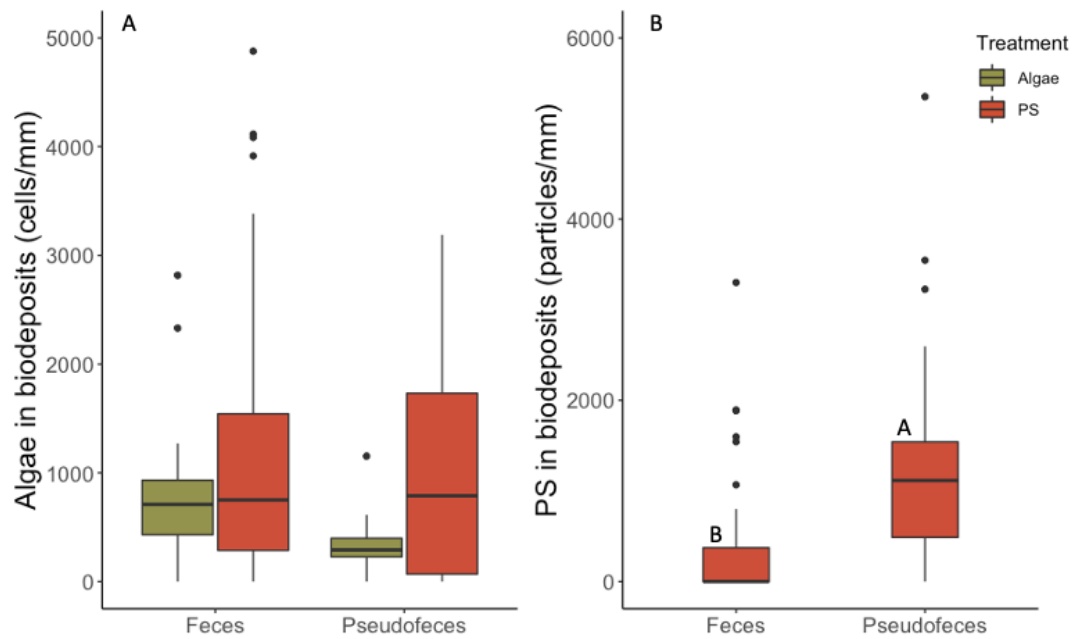 A
Algae in biodeposits (cells/mm)
5000
4000
3000
2000
1000
0
Feces
Pseudofeces
B
PS in biodeposits (particles/mm)
6000
4000
2000
0
B
A
Feces
Pseudofeces
Treatment
Algae
PS